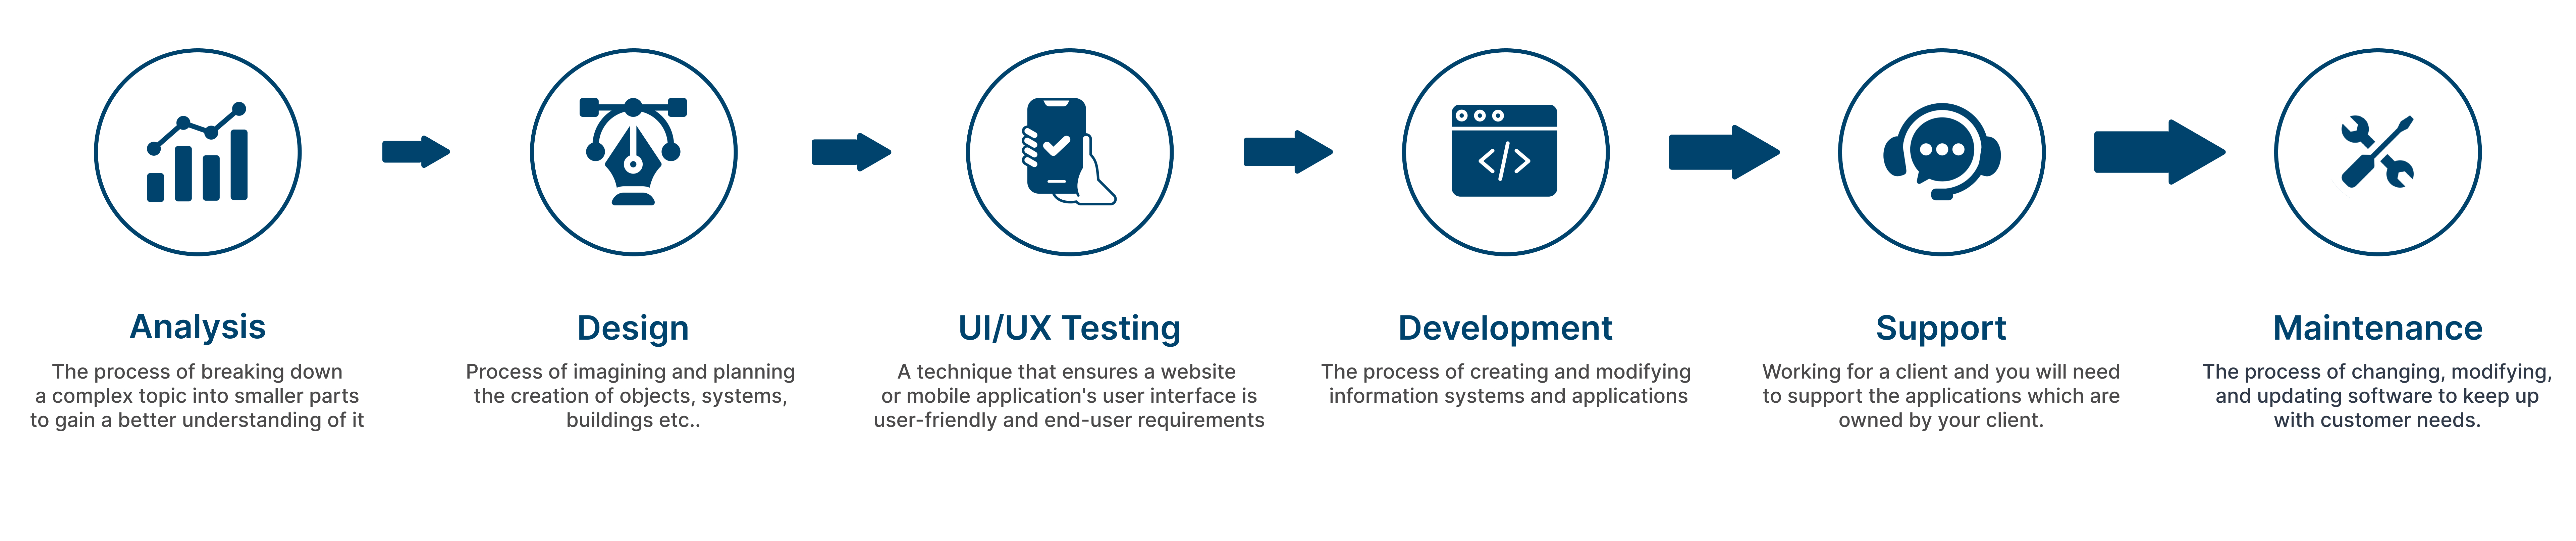 Analysis
The process of breaking down
a complex topic into smaller parts
to gain a better understanding of it
Design
Process of imagining and planning
the creation of objects, systems,
buildings etc..
UI/UX Testing
A technique that ensures a website
or mobile application's user interface is
user-friendly and end-user requirements
Development
The process of creating and modifying
information systems and applications
Support
Working for a client and you will need
to support the applications which are
owned by your client.
Maintenance
The process of changing, modifying,
and updating software to keep up
with customer needs.